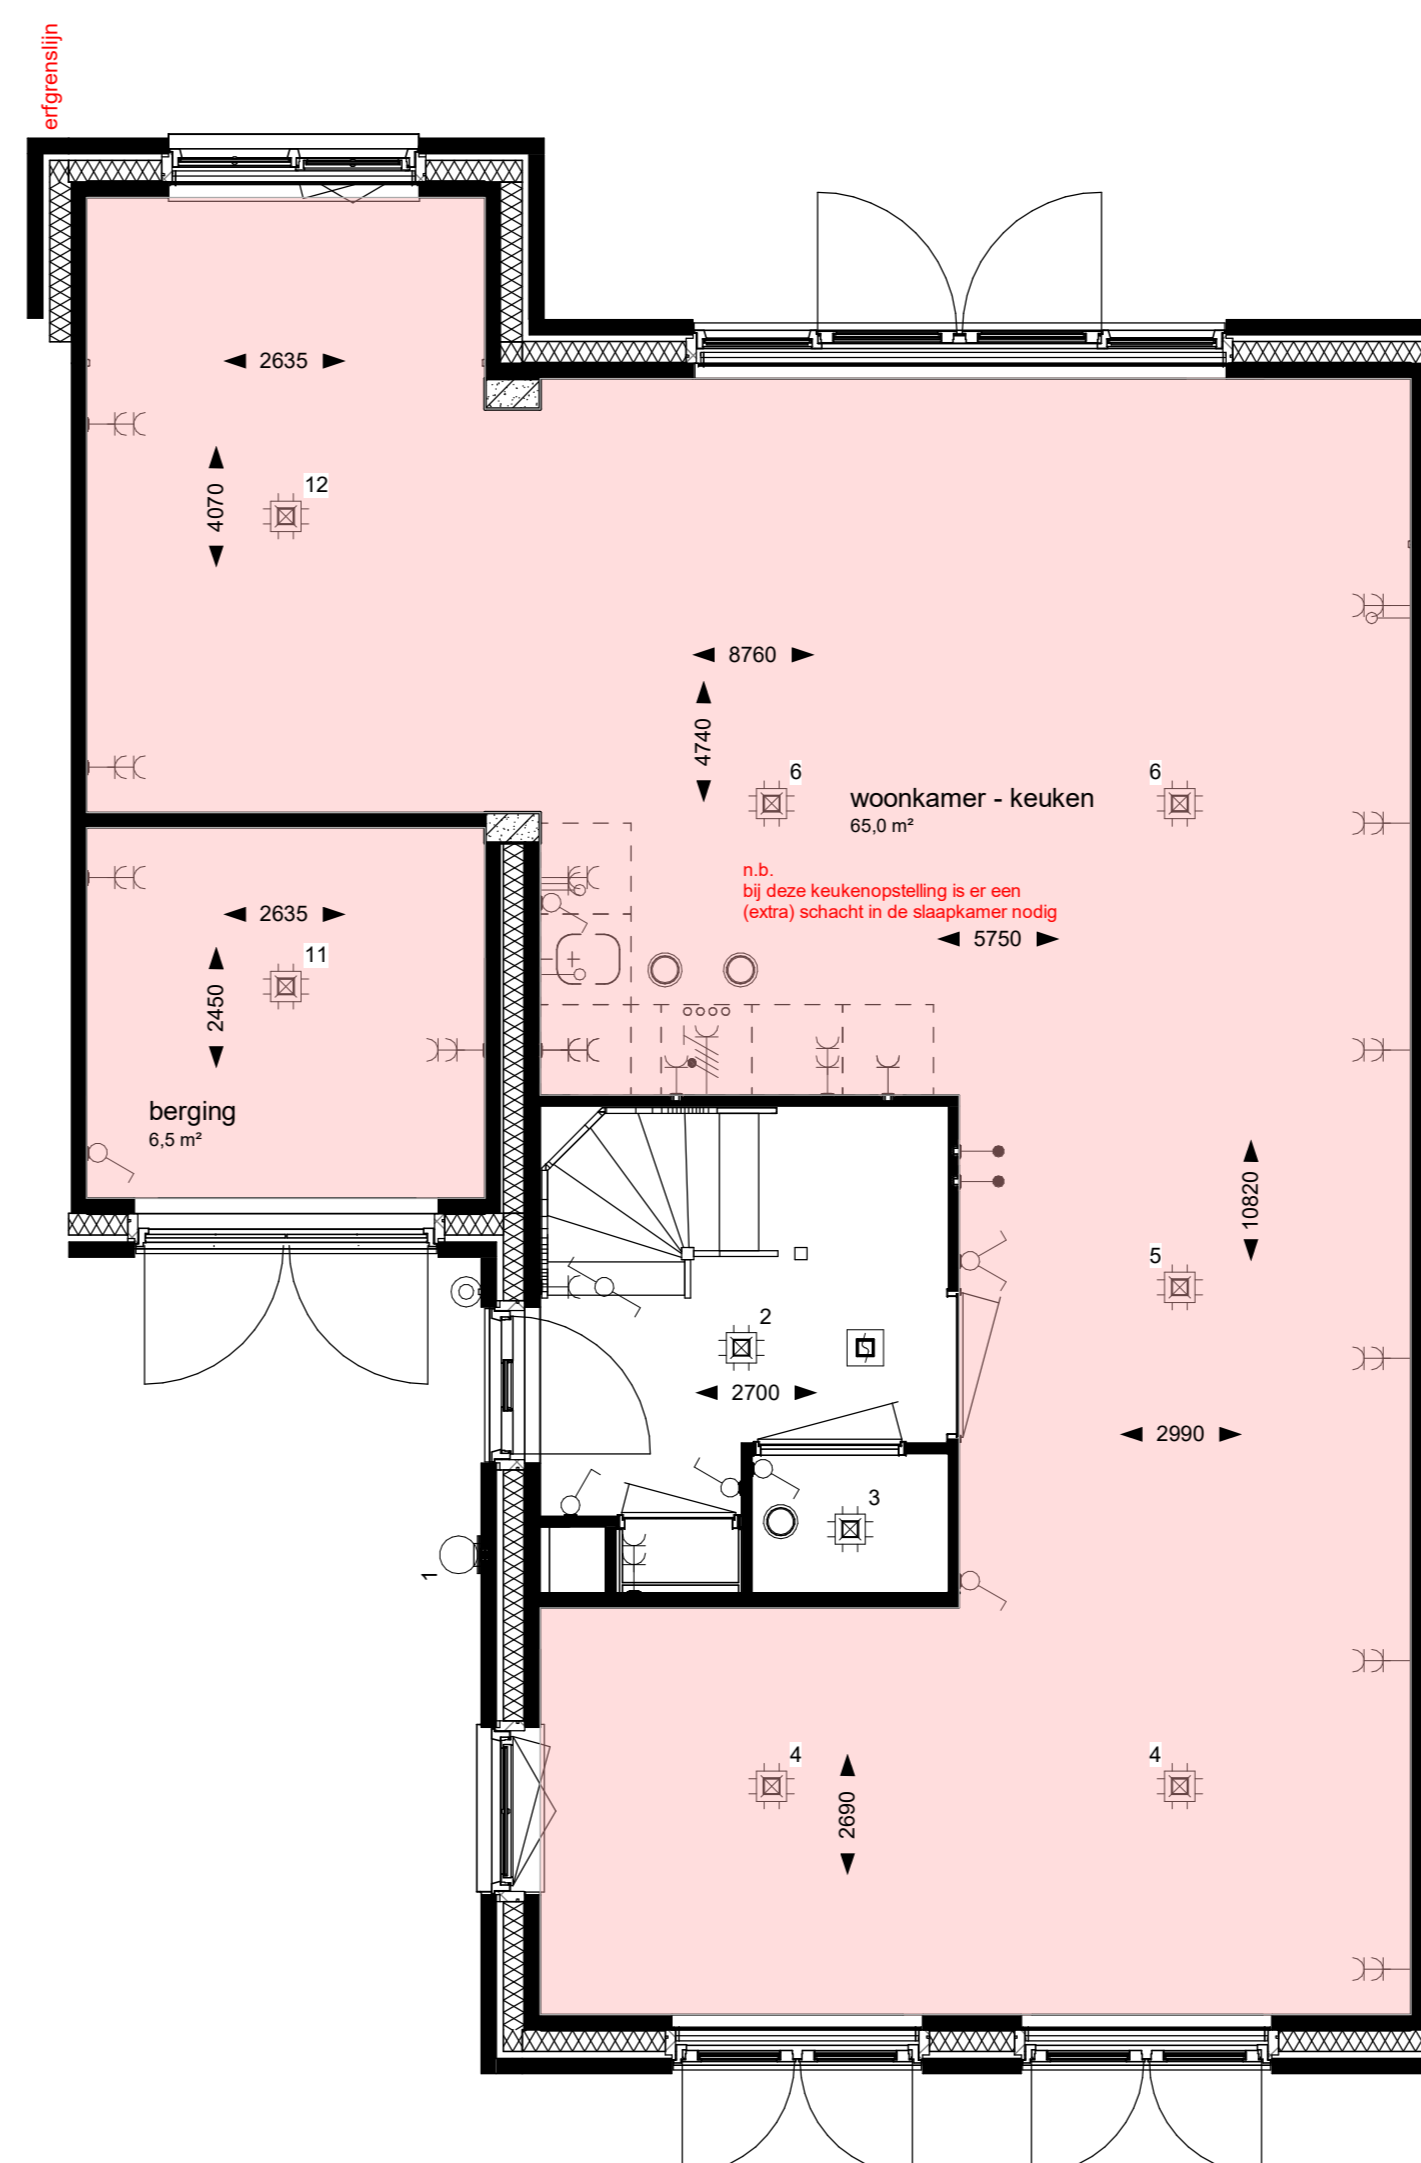 erfgrenslijn
2635
12
4070
8760
4740
6
6
woonkamer - keuken
65,0 m²
n.b.
bij deze keukenopstelling is er een
(extra) schacht in de slaapkamer nodig
5750
2635
11
2450
berging
6,5 m²
10820
5
2
2700
2990
3
1
4
4
2690